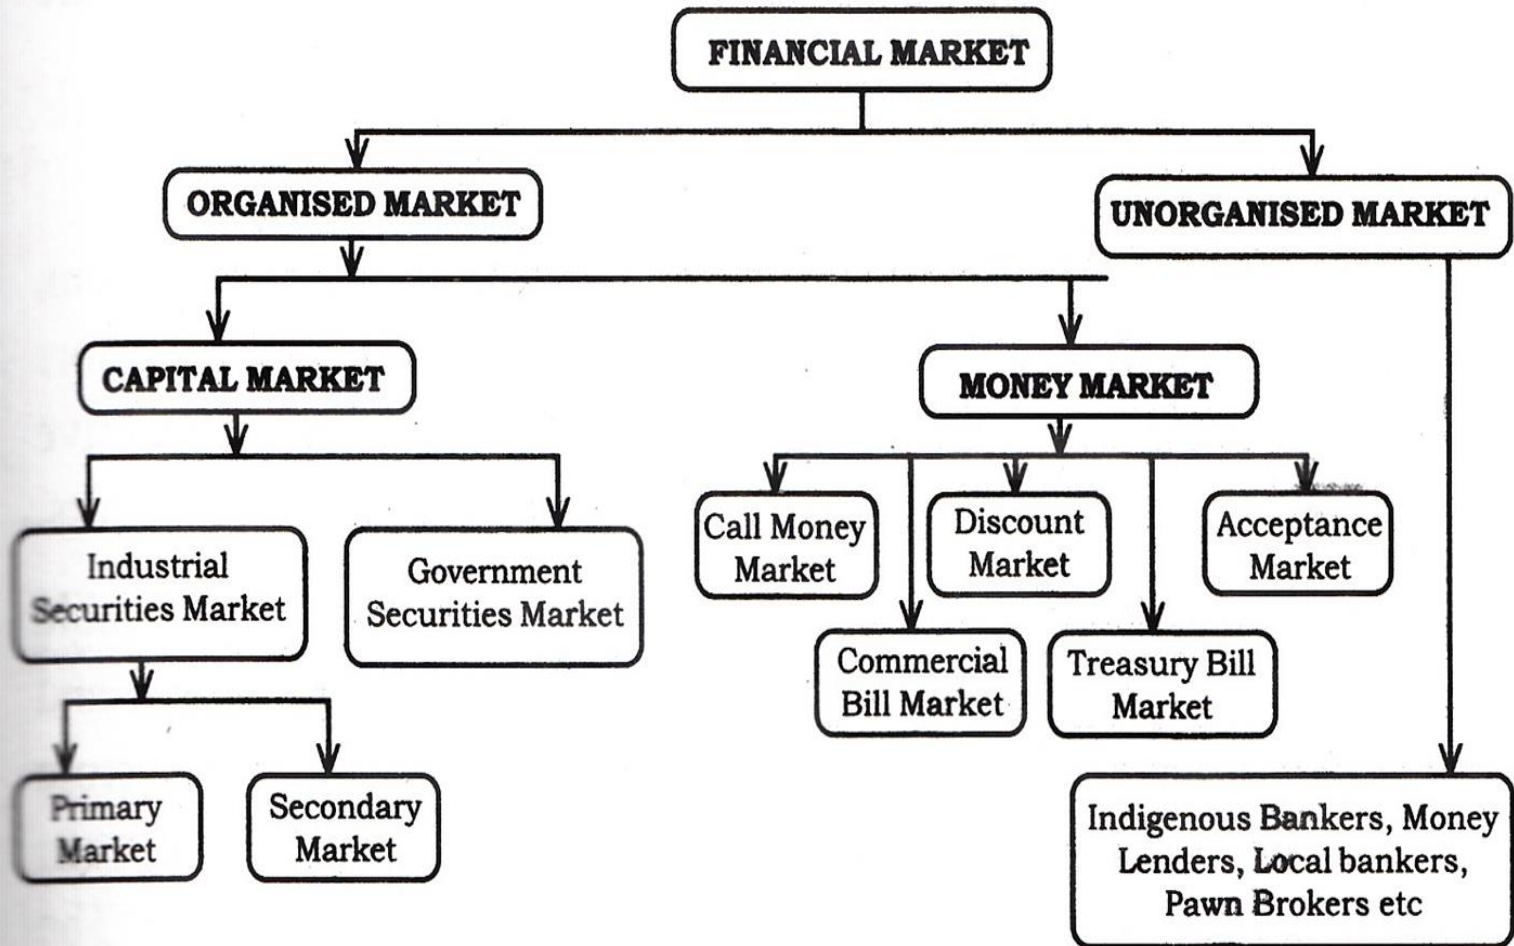 FINANCIAL MARKET
ORGANISED MARKET
UNORGANISED MARKET
CAPITAL MARKET
MONEY MARKET
Call Money
Market
Discount
Market
Acceptance
Market
Industrial
Securities Market
Government
Securities Market
Commercial
Bill Market
Treasury Bill
Market
Primary
Market
Secondary
Market
Indigenous Bankers, Money
Lenders, Local bankers,
Pawn Brokers etc